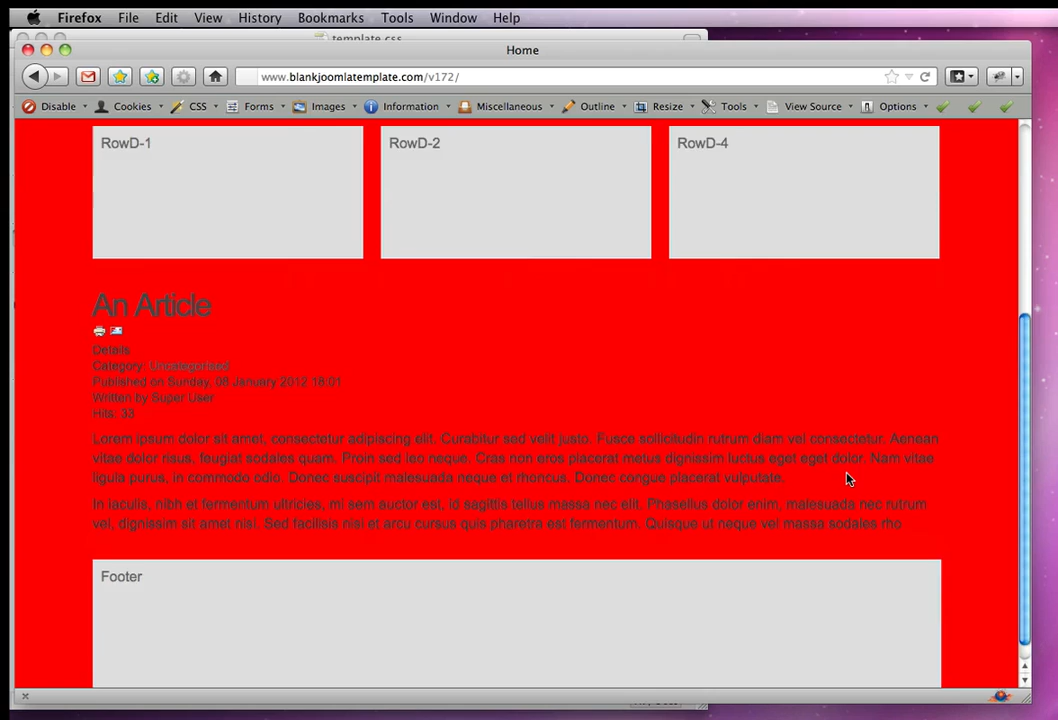 Firefox File Edit View History Bookmarks Tools Window Help
template.css
Home
www.blankjoomlatemplate.com/v172/
Disable Cookies CSS Forms Images Information Miscellaneous Outline Resize Tools View Source Options
RowD-1 RowD-2 RowD-4
An Article
Details
Category: Uncategorised
Published on Sunday, 08 January 2012 18:01
Written by Super User
Hits: 33
Lorem ipsum dolor sit amet, consectetur adipiscing elit. Curabitur sed velit justo. Fusce sollicitudin rutrum diam vel consectetur. Aenean
vitae dolor risus, feugiat sodales quam. Proin sed leo neque. Cras non eros placerat metus dignissim luctus eget eget dolor. Nam vitae
ligula purus, in commodo odio. Donec suscipit malesuada neque et rhoncus. Donec congue placerat vulputate.
In iaculis, nibh et fermentum ultricies, mi sem auctor est, id sagittis tellus massa nec elit. Phasellus dolor enim, malesuada nec rutrum
vel, dignissim sit amet nisl. Sed facilisis nisi et arcu cursus quis pharetra est fermentum. Quisque ut neque vel massa sodales rho
Footer